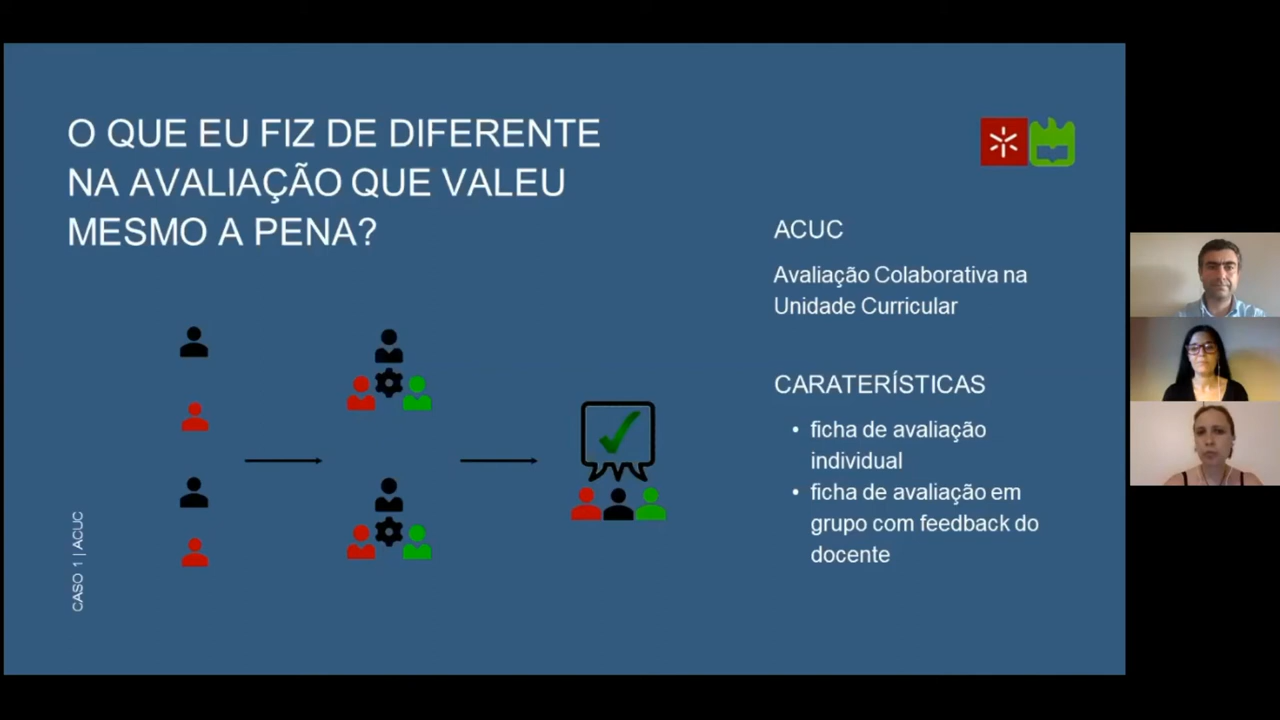 O QUE EU FIZ DE DIFERENTE
NA AVALIAÇÃO QUE VALEU
MESMO A PENA?
ACUC
Avaliação Colaborativa na
Unidade Curricular
CARATERÍSTICAS
• ficha de avaliação
individual
• ficha de avaliação em
grupo com feedback do
docente
CASO 1 | ACUC